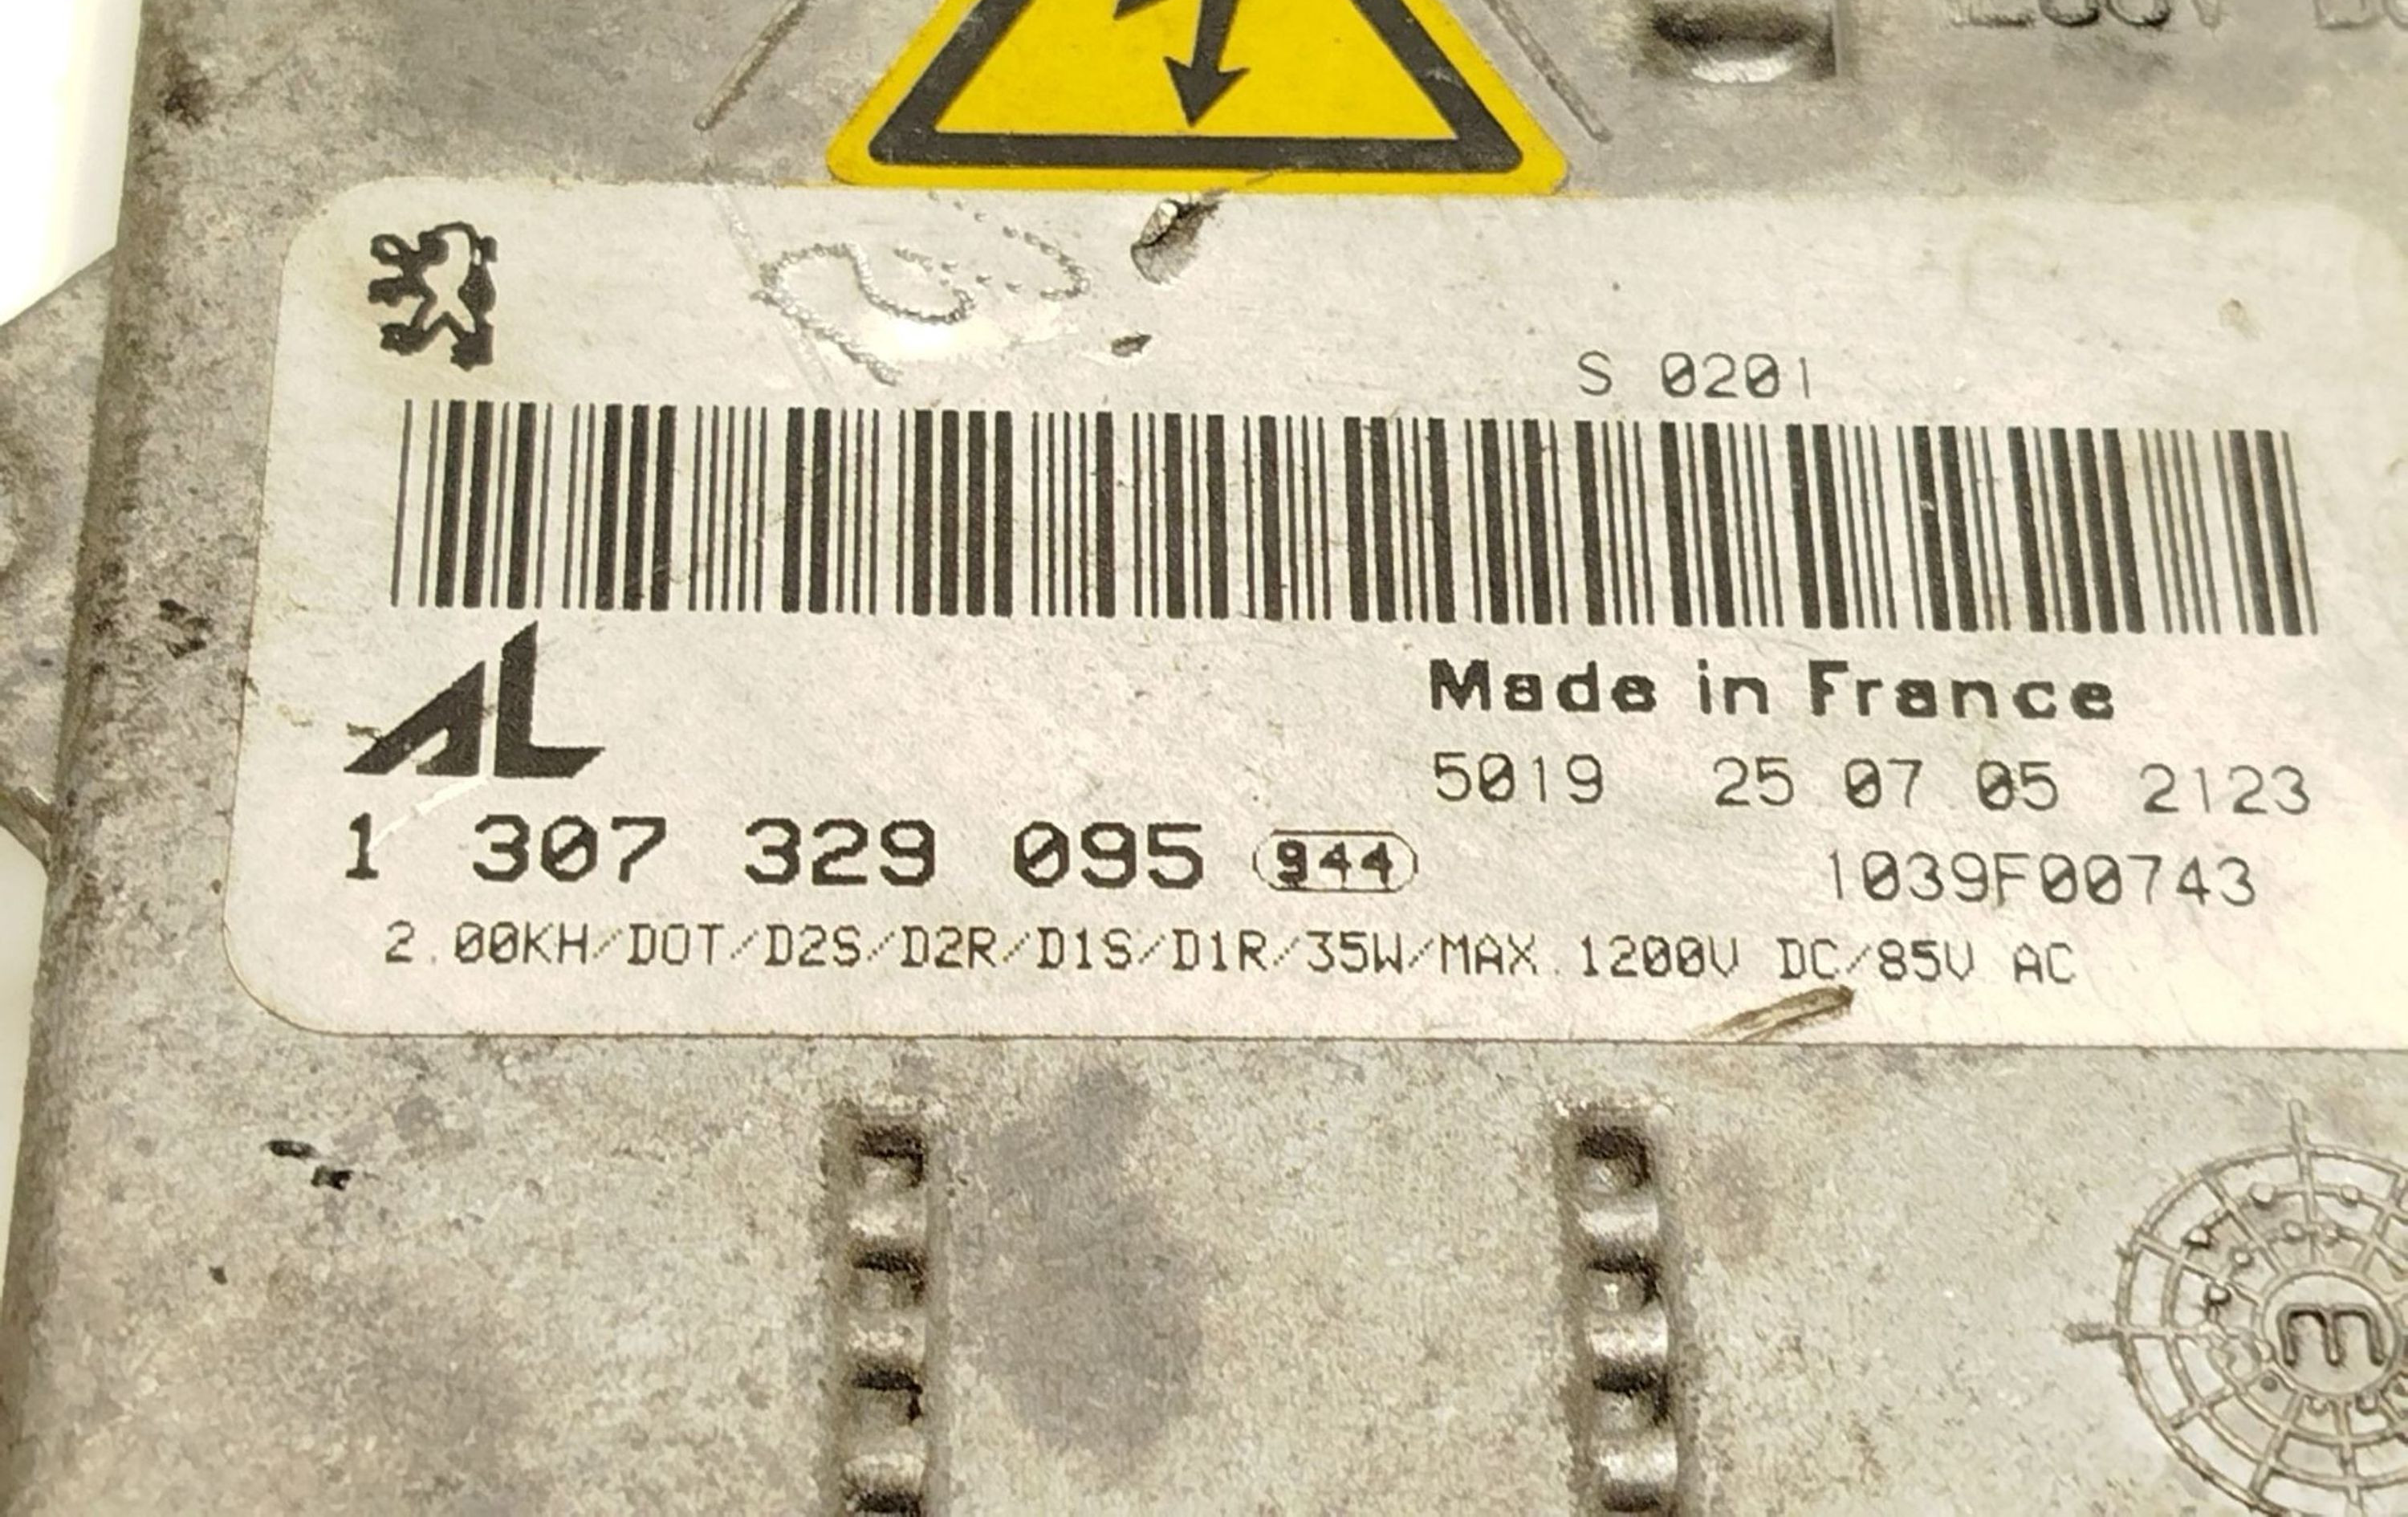 S 0201
AL
Made in France
5019 25 07 05 2123
1 307 329 095 944
1039F00743
2.00KH/DOT/D2S/D2R/D1S/D1R/35W/MAX.1200V DC/85V AC
m